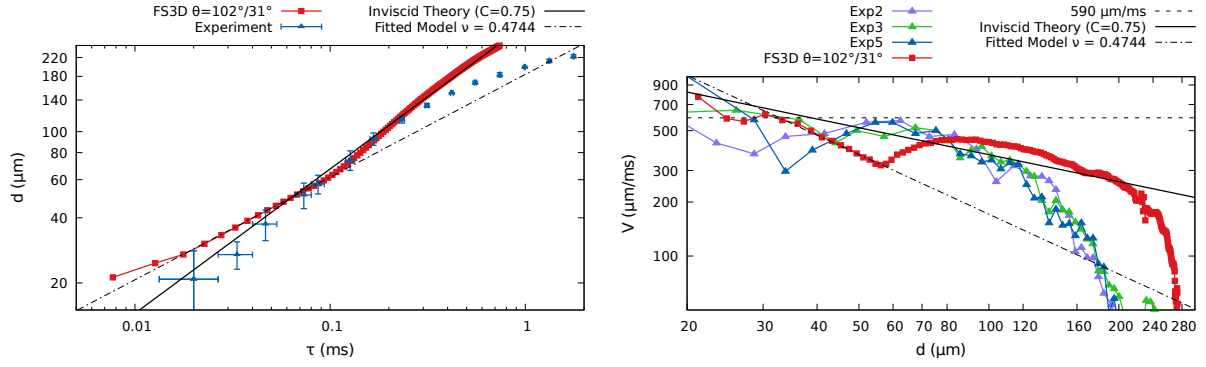 FS3D θ=102°/31°
Experiment
Inviscid Theory (C=0.75)
Fitted Model ν = 0.4744
220
180
140
100
80
60
40
20
d (µm)
0.01
0.1
1
τ (ms)
Exp2
Exp3
Exp5
FS3D θ=102°/31°
590 µm/ms
Inviscid Theory (C=0.75)
Fitted Model ν = 0.4744
900
700
500
300
200
100
V (µm/ms)
20 30 40 50 60 70 80 100 120 160 200 240 280
d (µm)